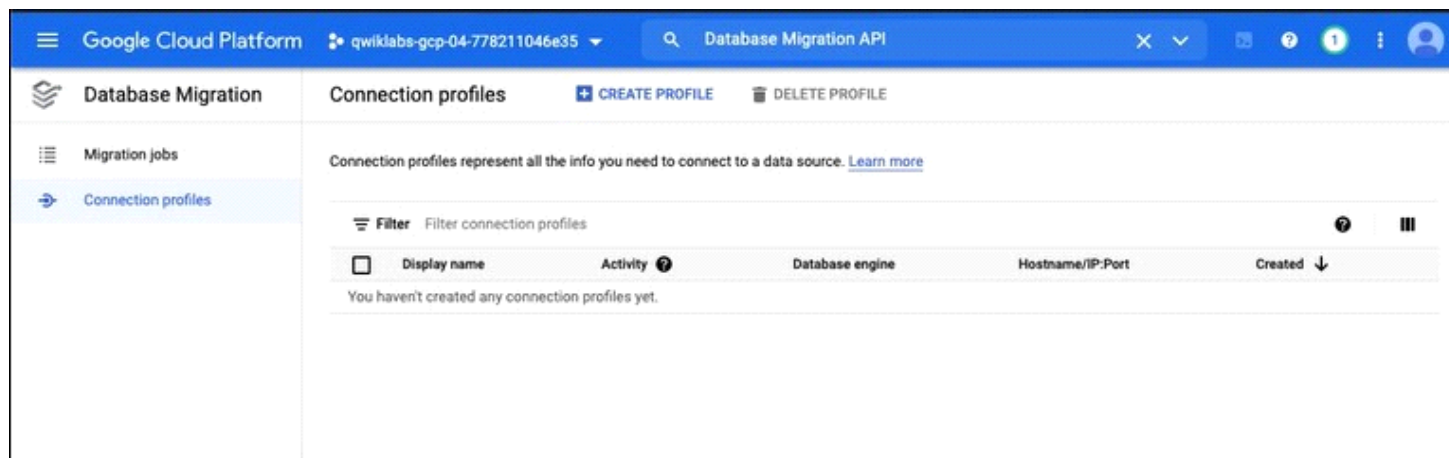 Google Cloud Platform qwiklabs-gcp-04-778211046e35 Database Migration API 1
Database Migration Connection profiles CREATE PROFILE DELETE PROFILE
Migration jobs
Connection profiles
Connection profiles represent all the info you need to connect to a data source. Learn more
Filter Filter connection profiles
Display name Activity Database engine Hostname/IP:Port Created
You haven't created any connection profiles yet.